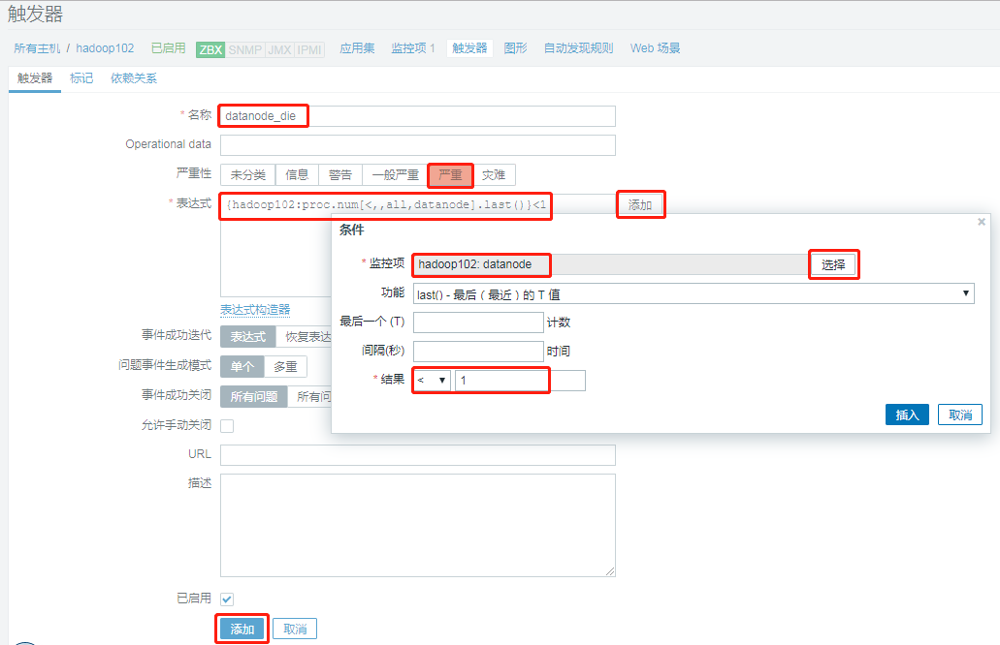 触发器
所有主机 / hadoop102 已启用 ZBX SNMP JMX IPMI 应用集 监控项 1 触发器 图形 自动发现规则 Web 场景
触发器 标记 依赖关系
* 名称 datanode_die
Operational data
严重性 未分类 信息 警告 一般严重 严重 灾难
* 表达式 {hadoop102:proc.num[<,,all,datanode].last()}<1 添加
条件
* 监控项 hadoop102: datanode 选择
功能 last() - 最后 ( 最近 ) 的 T 值
最后一个 (T) 计数
间隔(秒) 时间
* 结果 < 1
插入 取消
表达式构造器
事件成功迭代 表达式 恢复表达
问题事件生成模式 单个 多重
事件成功关闭 所有问题 所有问
允许手动关闭
URL
描述
已启用
添加 取消